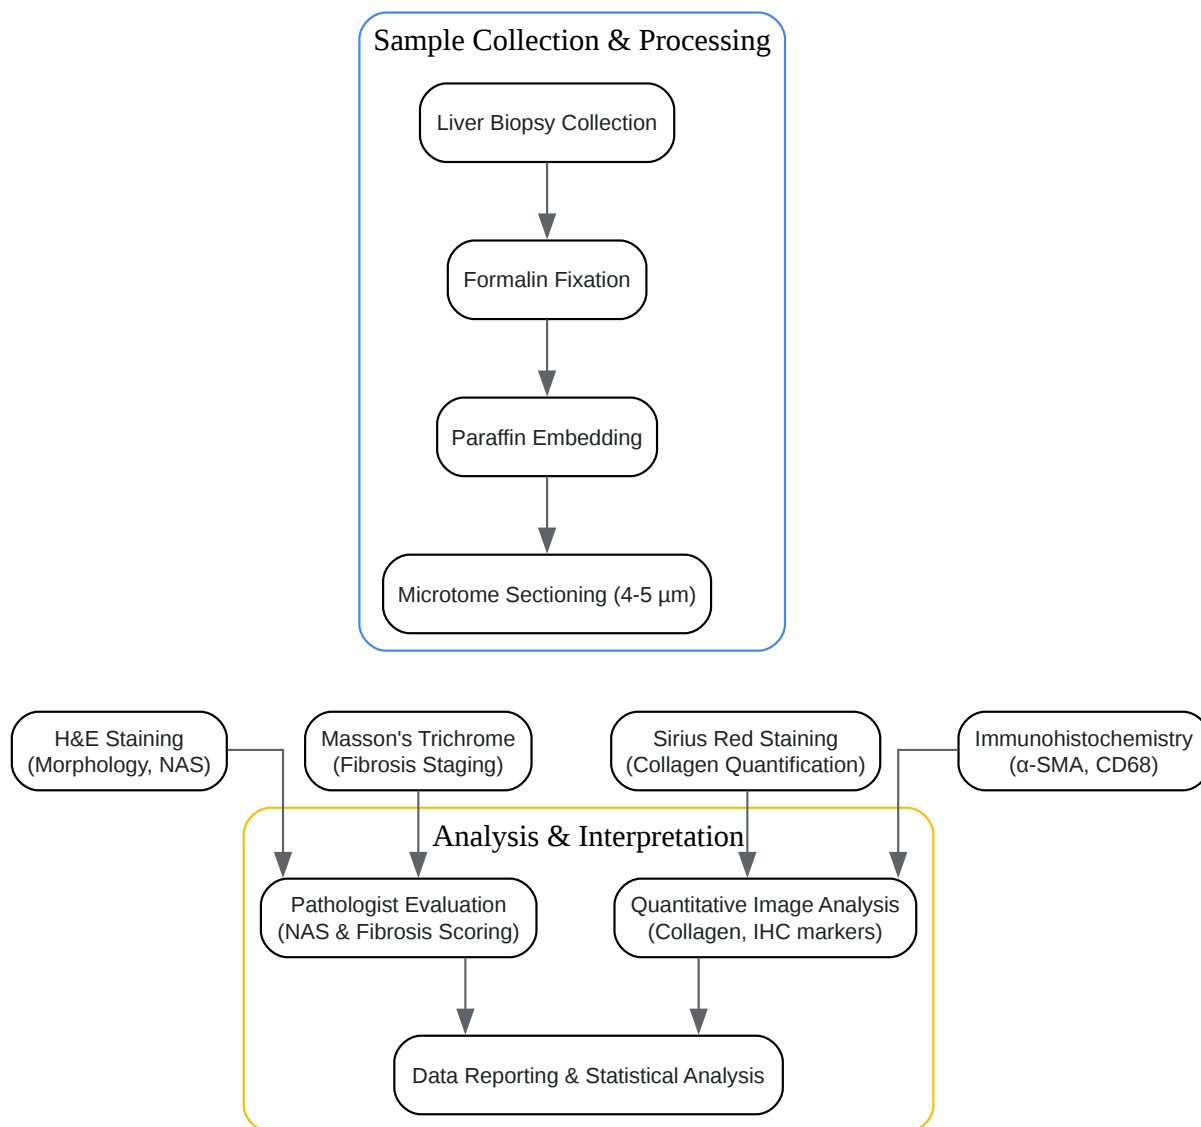 Sample Collection & Processing
Liver Biopsy Collection
Formalin Fixation
Paraffin Embedding
Microtome Sectioning (4-5 µm)
H&E Staining
(Morphology, NAS)
Masson's Trichrome
(Fibrosis Staging)
Sirius Red Staining
(Collagen Quantification)
Immunohistochemistry
(α-SMA, CD68)
Analysis & Interpretation
Pathologist Evaluation
(NAS & Fibrosis Scoring)
Quantitative Image Analysis
(Collagen, IHC markers)
Data Reporting & Statistical Analysis